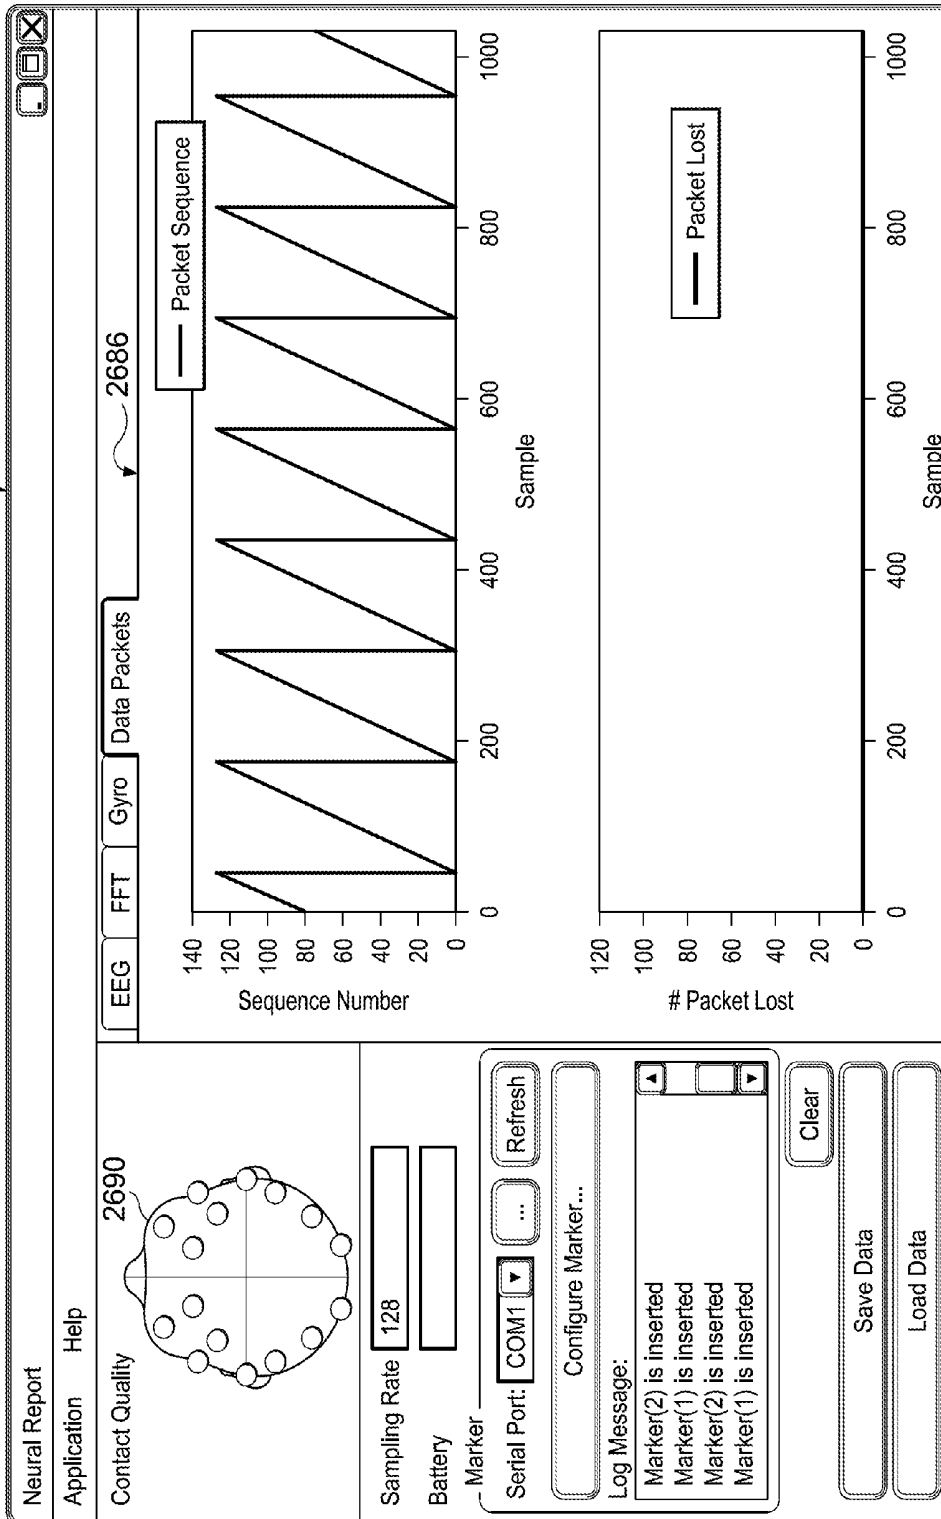 Neural Report
Application Help
Contact Quality
2690
Sampling Rate 128
Battery
Marker
Serial Port: COM1 ... Refresh
Configure Marker...
Log Message:
Marker(2) is inserted
Marker(1) is inserted
Marker(2) is inserted
Marker(1) is inserted
Clear
Save Data
Load Data
EEG FFT Gyro Data Packets
2686
Packet Sequence
140
120
100
80
60
40
20
0
Sequence Number
0 200 400 600 800 1000
Sample
Packet Lost
120
100
80
60
40
20
0
# Packet Lost
0 200 400 600 800 1000
Sample